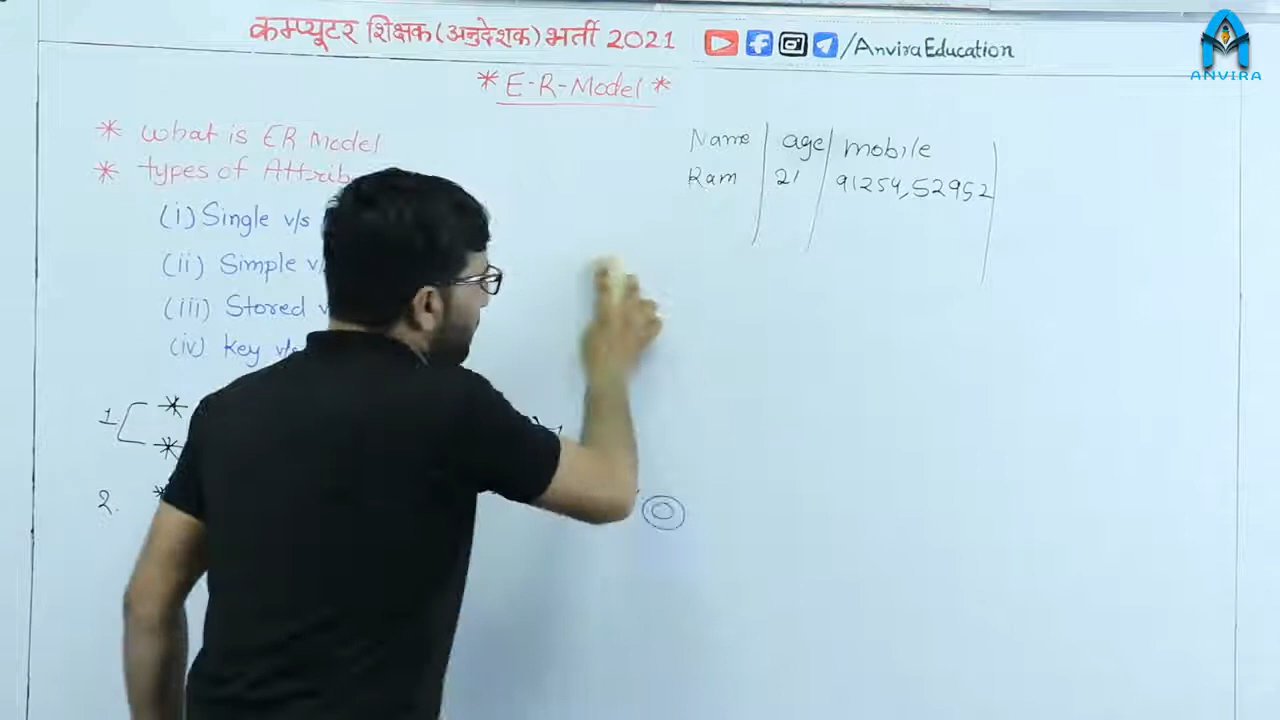 कम्प्यूटर शिक्षक (अनुदेशक) भर्ती 2021
/AnviraEducation
ANVIRA
* E-R-Model *
* What is ER Model
* types of Attrib
(i) Single v/s
(ii) Simple v/
(iii) Stored v
(iv) Key v/s
1 *
*
2. *
Name | age | mobile
Ram | 21 | 91254,52952